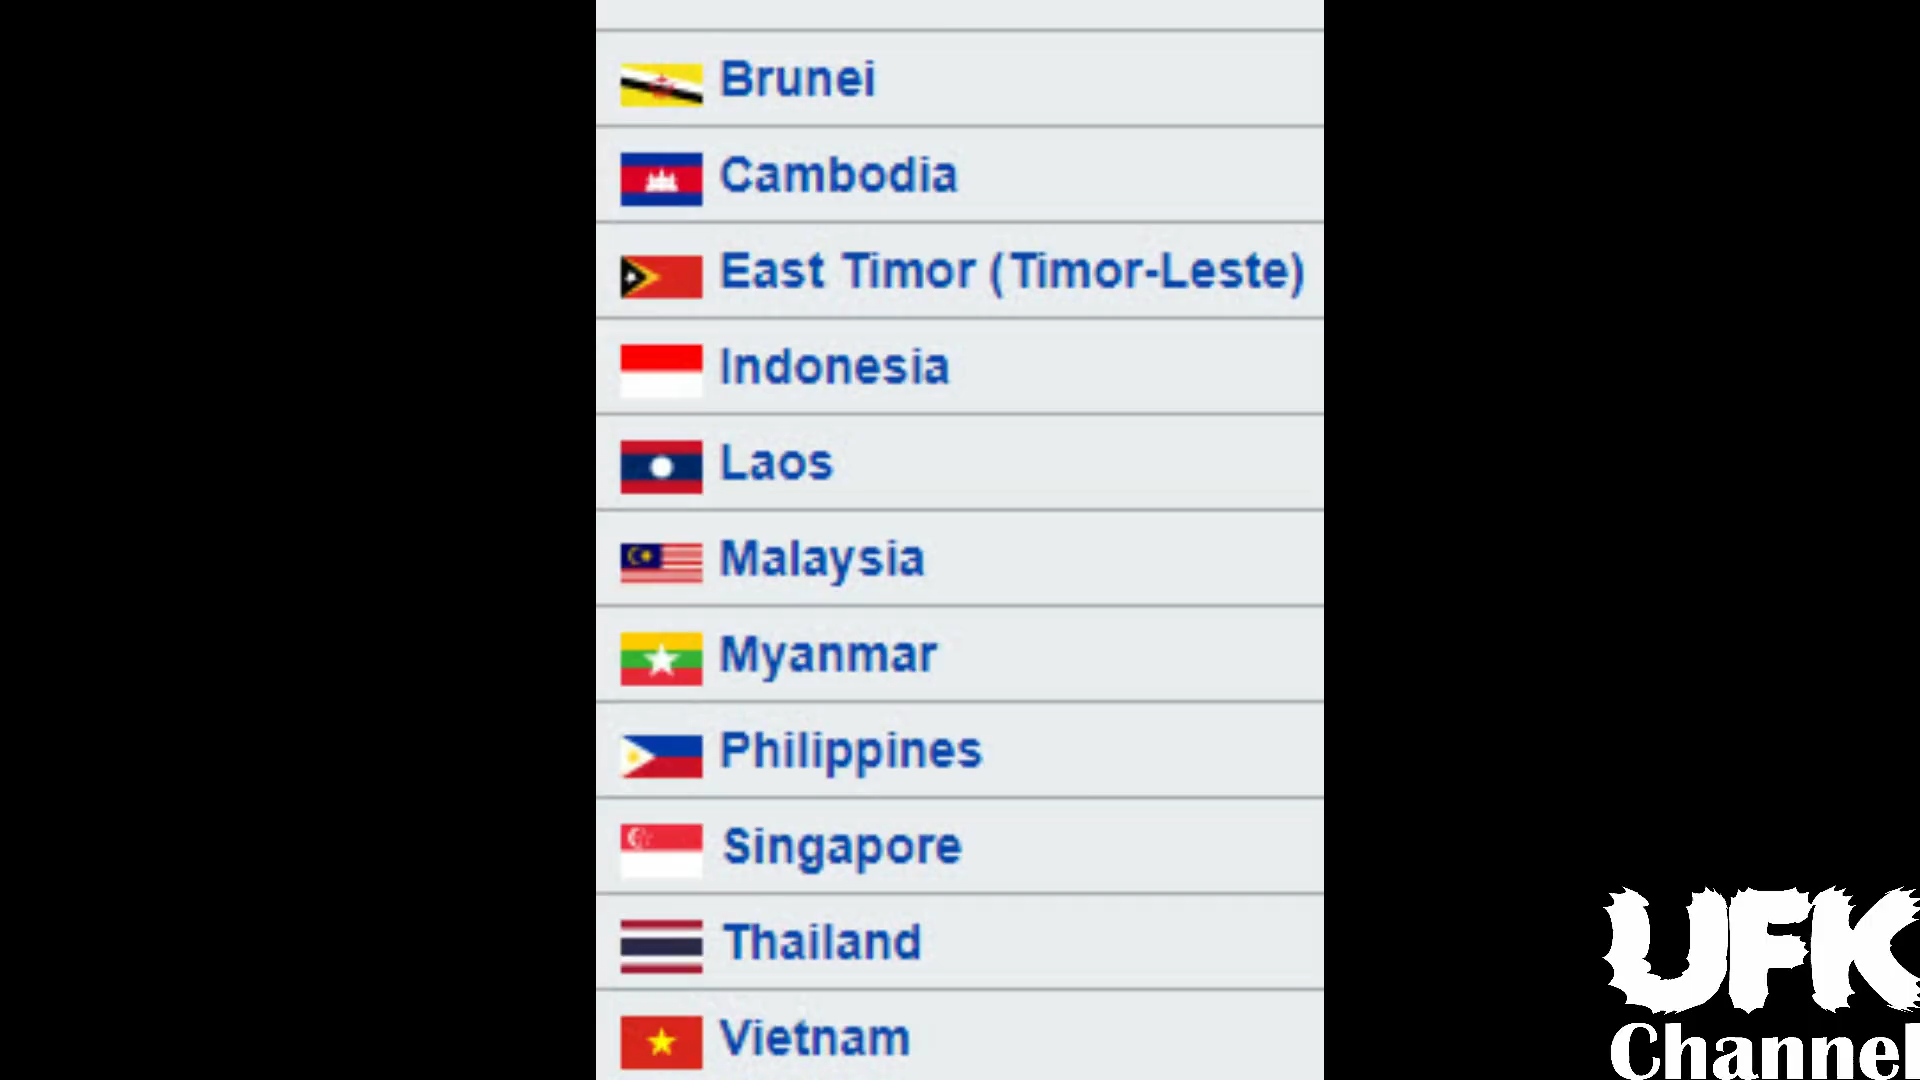 Brunei
Cambodia
East Timor (Timor-Leste)
Indonesia
Laos
Malaysia
Myanmar
Philippines
Singapore
Thailand
Vietnam
UFK
Channel